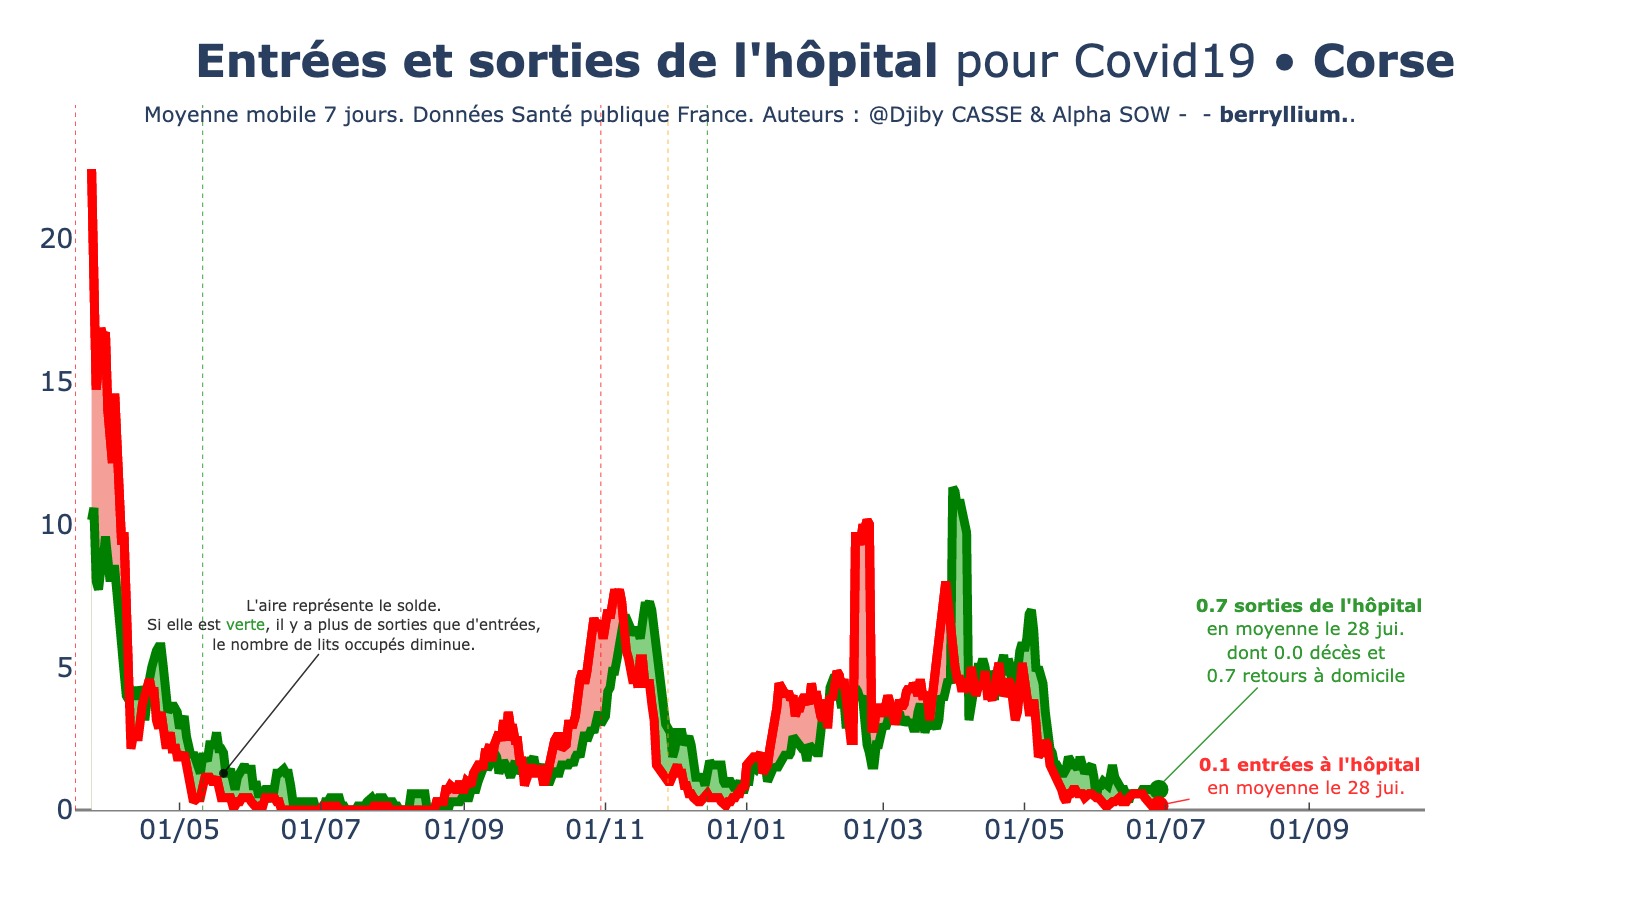 Entrées et sorties de l'hôpital pour Covid19 • Corse
Moyenne mobile 7 jours. Données Santé publique France. Auteurs : @Djiby CASSE & Alpha SOW -  - berryllium..
20
15
10
5
0
L'aire représente le solde.
Si elle est verte, il y a plus de sorties que d'entrées,
le nombre de lits occupés diminue.
0.7 sorties de l'hôpital
en moyenne le 28 jui.
dont 0.0 décès et
0.7 retours à domicile
0.1 entrées à l'hôpital
en moyenne le 28 jui.
01/05 01/07 01/09 01/11 01/01 01/03 01/05 01/07 01/09